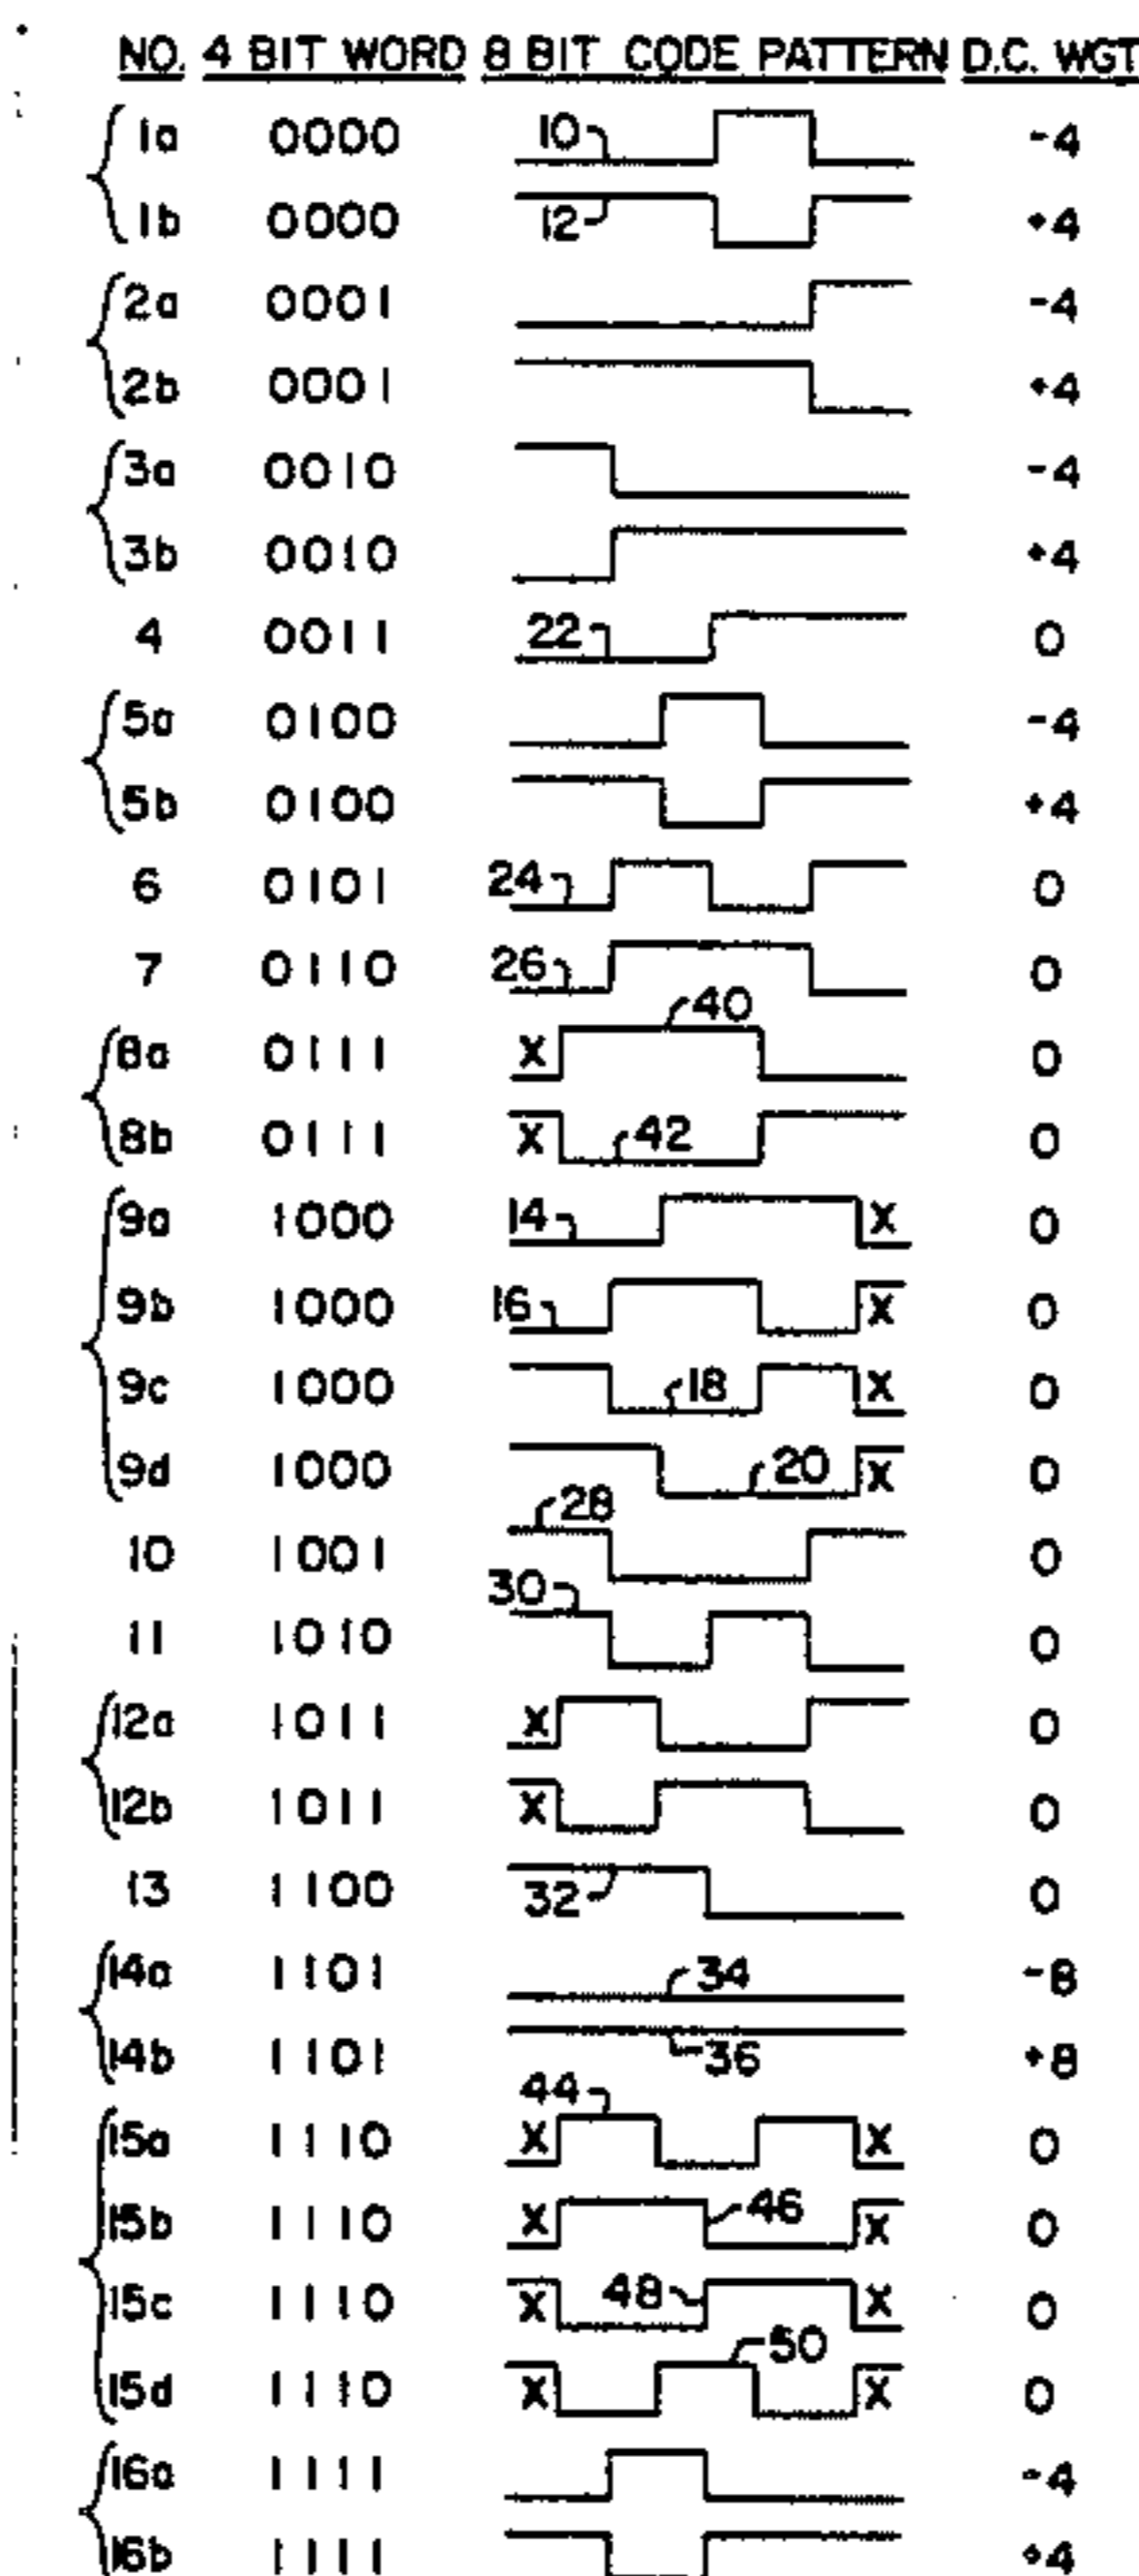 NO. 4 BIT WORD 8 BIT CODE PATTERN D.C. WGT
1a 0000 10 -4
1b 0000 12 +4
2a 0001 -4
2b 0001 +4
3a 0010 -4
3b 0010 +4
4 0011 22 0
5a 0100 -4
5b 0100 +4
6 0101 24 0
7 0110 26 0
40
8a 0111 X 0
8b 0111 X 42 0
9a 1000 14 X 0
9b 1000 16 X 0
9c 1000 18 X 0
9d 1000 20 X 0
28
10 1001 0
30
11 1010 0
12a 1011 X 0
12b 1011 X 0
13 1100 32 0
14a 1101 34 -8
14b 1101 36 +8
44
15a 1110 X X 0
15b 1110 X 46 X 0
15c 1110 X 48 X 0
50
15d 1110 X X 0
16a 1111 -4
16b 1111 +4